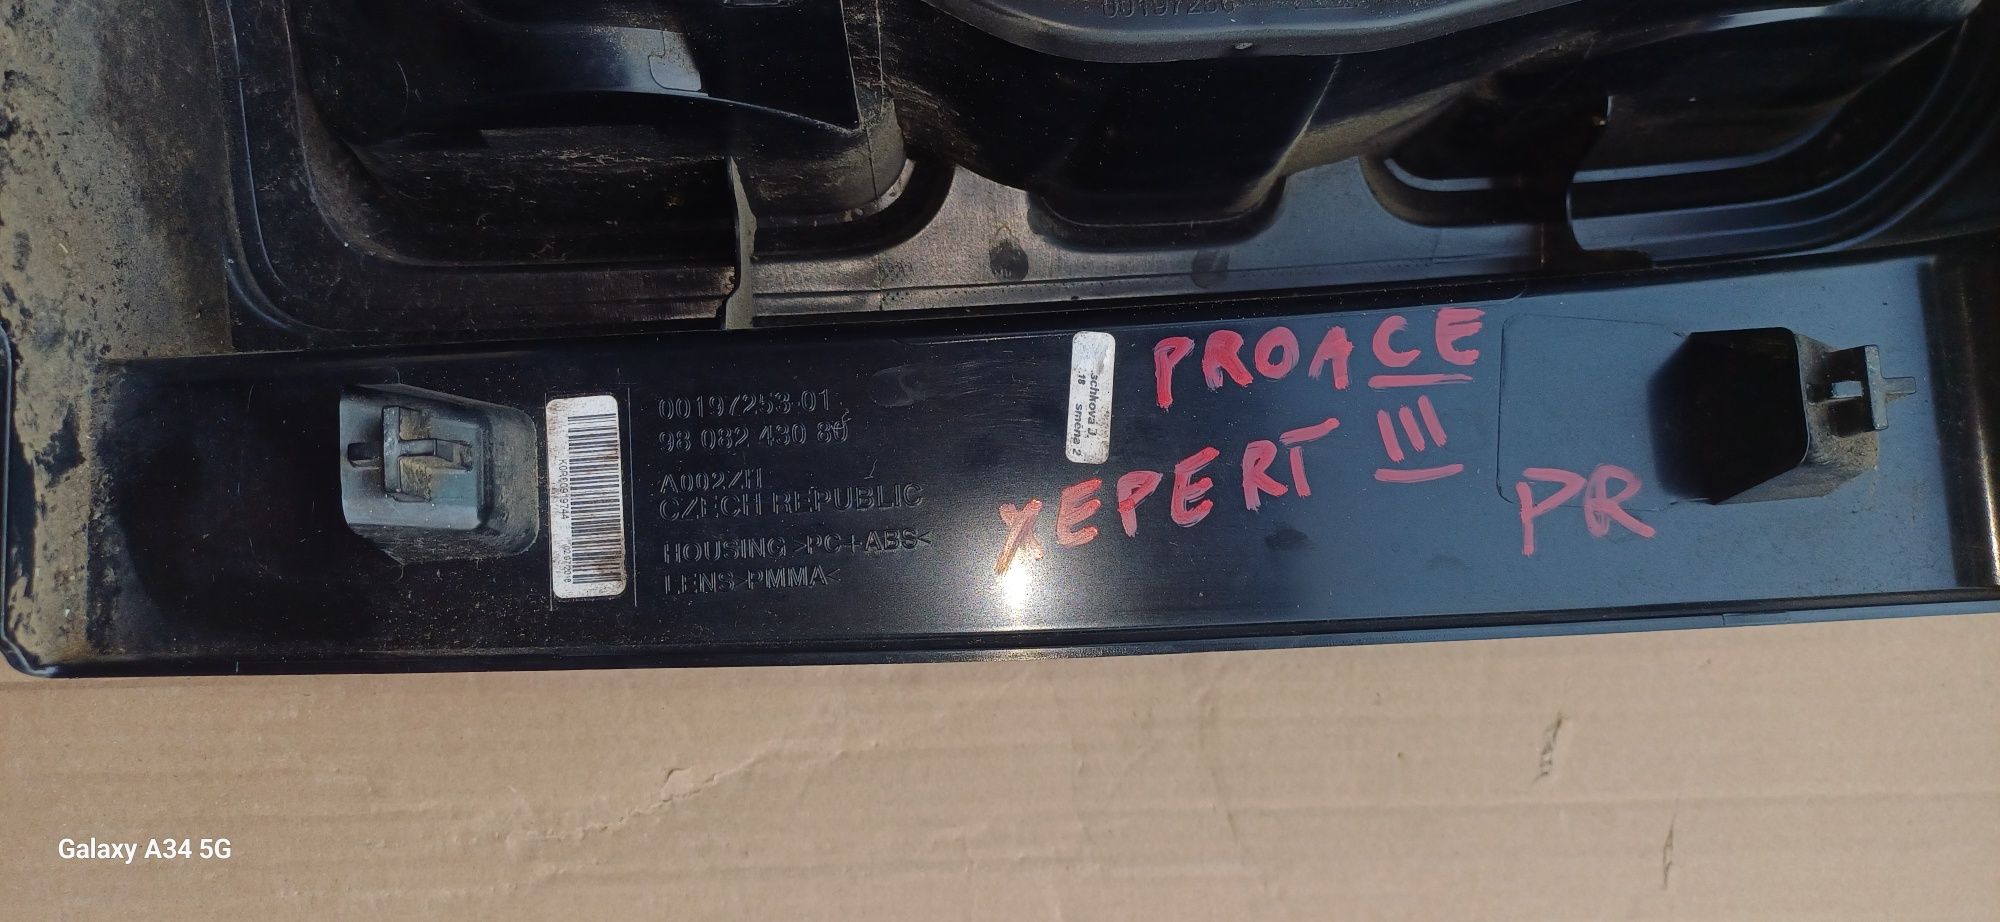 00197256
00197253-01
98 082 430 80
A002ZH
CZECH REPUBLIC
HOUSING >PC+ABS<
LENS >PMMA<
schkova J.
18 smena 2
PROACE
XEPERT III
PR
Galaxy A34 5G